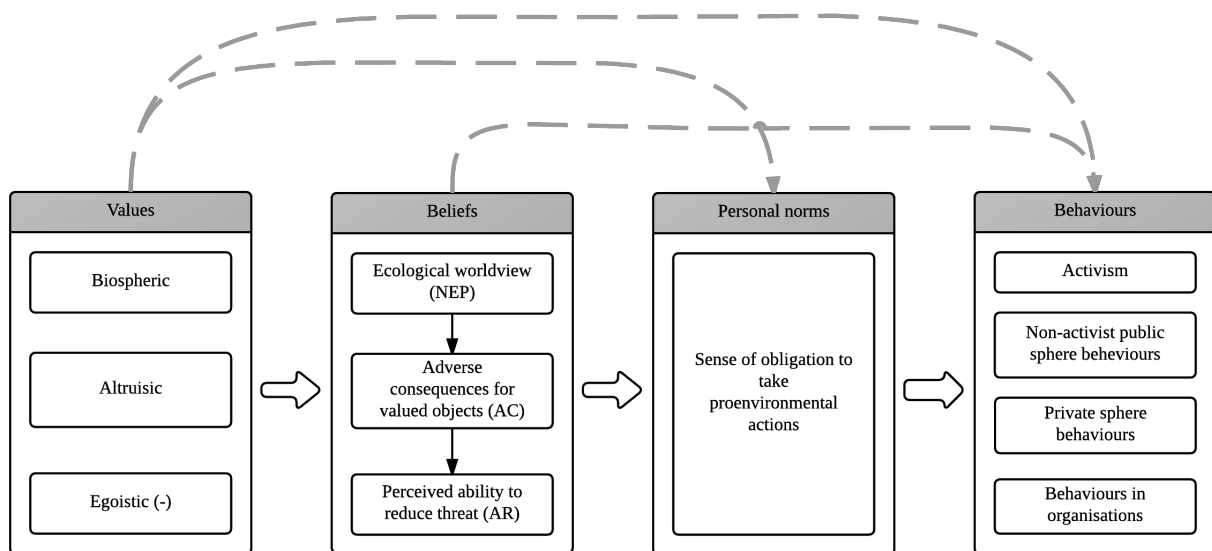 Values
Biospheric
Altruisic
Egoistic (-)
Beliefs
Ecological worldview
(NEP)
Adverse
consequences for
valued objects (AC)
Perceived ability to
reduce threat (AR)
Personal norms
Sense of obligation to
take
proenvironmental
actions
Behaviours
Activism
Non-activist public
sphere beheviours
Private sphere
behaviours
Behaviours in
organisations